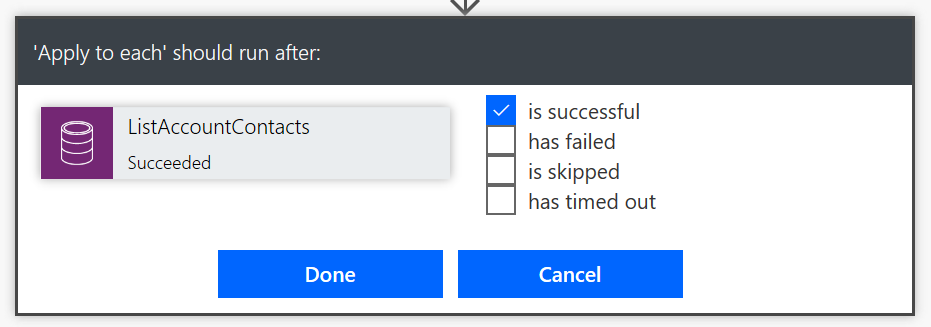 'Apply to each' should run after:
ListAccountContacts
Succeeded
is successful
has failed
is skipped
has timed out
Done
Cancel